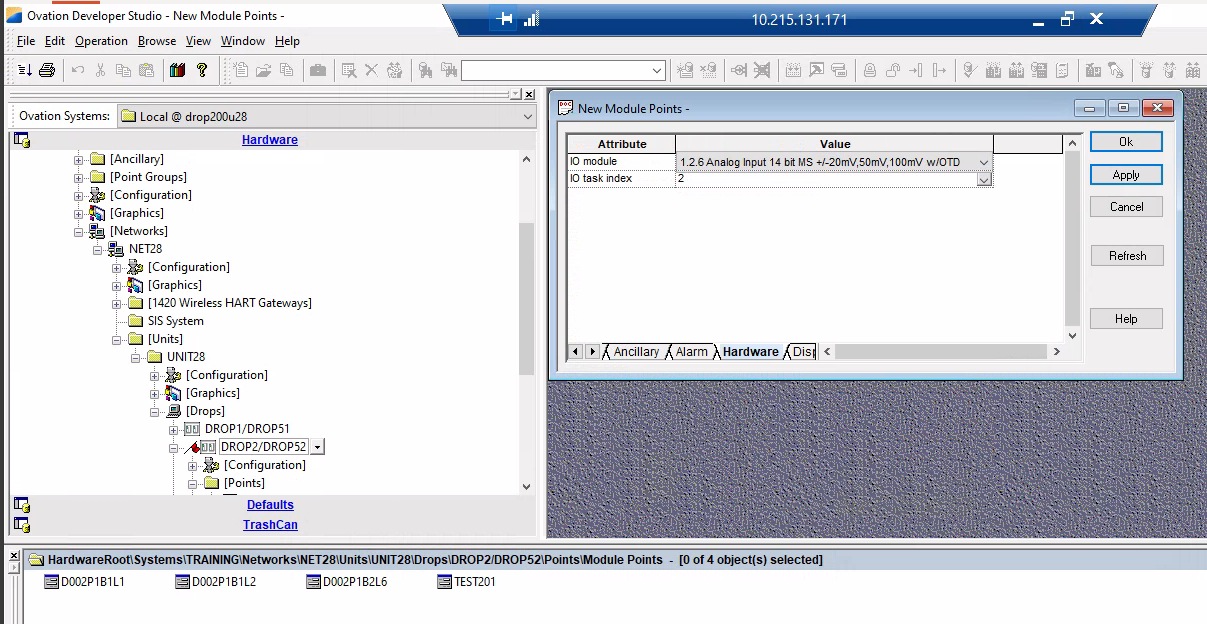 Ovation Developer Studio - New Module Points -
10.215.131.171
File Edit Operation Browse View Window Help
Ovation Systems: Local @ drop200u28
Hardware
[Ancillary]
[Point Groups]
[Configuration]
[Graphics]
[Networks]
NET28
[Configuration]
[Graphics]
[1420 Wireless HART Gateways]
SIS System
[Units]
UNIT28
[Configuration]
[Graphics]
[Drops]
DROP1/DROP51
DROP2/DROP52
[Configuration]
[Points]
Defaults
TrashCan
New Module Points -
Attribute Value
IO module 1.2.6 Analog Input 14 bit MS +/-20mV,50mV,100mV w/OTD
IO task index 2
Ancillary Alarm Hardware Disp
Ok
Apply
Cancel
Refresh
Help
HardwareRoot\Systems\TRAINING\Networks\NET28\Units\UNIT28\Drops\DROP2/DROP52\Points\Module Points - [0 of 4 object(s) selected]
D002P1B1L1 D002P1B1L2 D002P1B2L6 TEST201